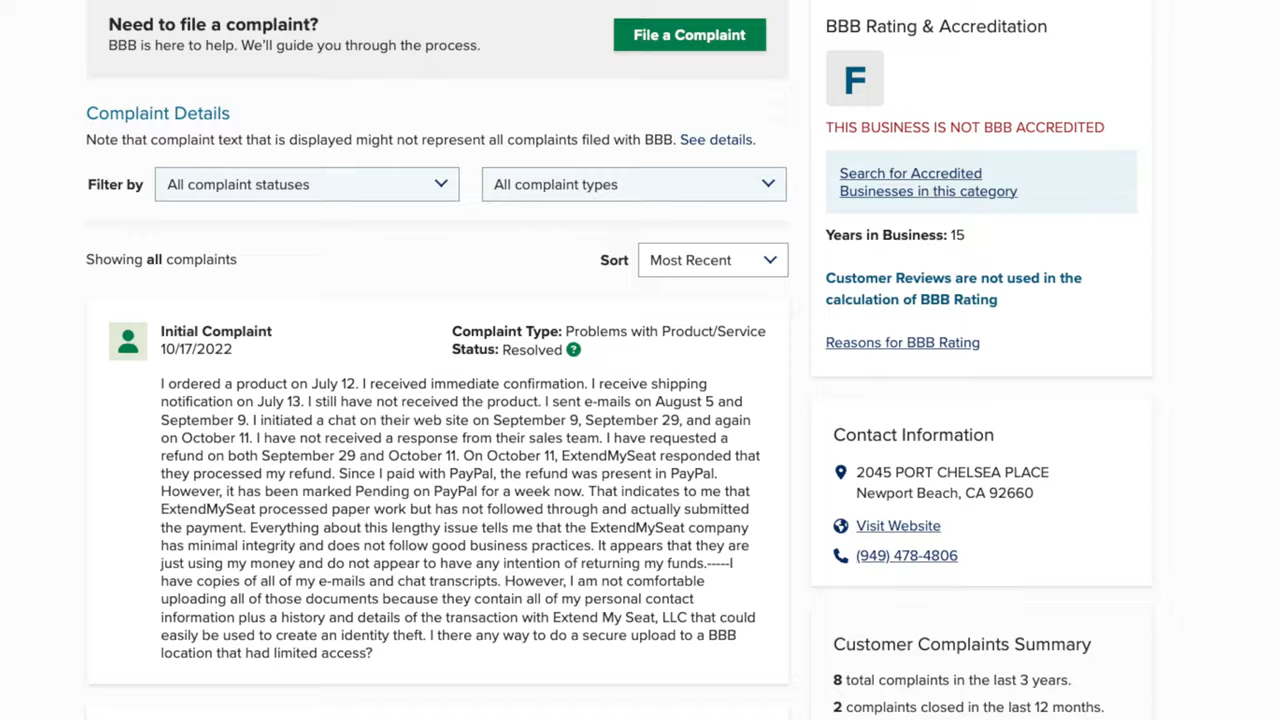 Need to file a complaint?
BBB is here to help. We'll guide you through the process.
File a Complaint
Complaint Details
Note that complaint text that is displayed might not represent all complaints filed with BBB. See details.
Filter by
All complaint statuses
All complaint types
Showing all complaints
Sort
Most Recent
Initial Complaint
10/17/2022
Complaint Type: Problems with Product/Service
Status: Resolved ?
I ordered a product on July 12. I received immediate confirmation. I receive shipping
notification on July 13. I still have not received the product. I sent e-mails on August 5 and
September 9. I initiated a chat on their web site on September 9, September 29, and again
on October 11. I have not received a response from their sales team. I have requested a
refund on both September 29 and October 11. On October 11, ExtendMySeat responded that
they processed my refund. Since I paid with PayPal, the refund was present in PayPal.
However, it has been marked Pending on PayPal for a week now. That indicates to me that
ExtendMySeat processed paper work but has not followed through and actually submitted
the payment. Everything about this lengthy issue tells me that the ExtendMySeat company
has minimal integrity and does not follow good business practices. It appears that they are
just using my money and do not appear to have any intention of returning my funds.-----I
have copies of all of my e-mails and chat transcripts. However, I am not comfortable
uploading all of those documents because they contain all of my personal contact
information plus a history and details of the transaction with Extend My Seat, LLC that could
easily be used to create an identity theft. I there any way to do a secure upload to a BBB
location that had limited access?
BBB Rating & Accreditation
F
THIS BUSINESS IS NOT BBB ACCREDITED
Search for Accredited
Businesses in this category
Years in Business: 15
Customer Reviews are not used in the
calculation of BBB Rating
Reasons for BBB Rating
Contact Information
2045 PORT CHELSEA PLACE
Newport Beach, CA 92660
Visit Website
(949) 478-4806
Customer Complaints Summary
8 total complaints in the last 3 years.
2 complaints closed in the last 12 months.